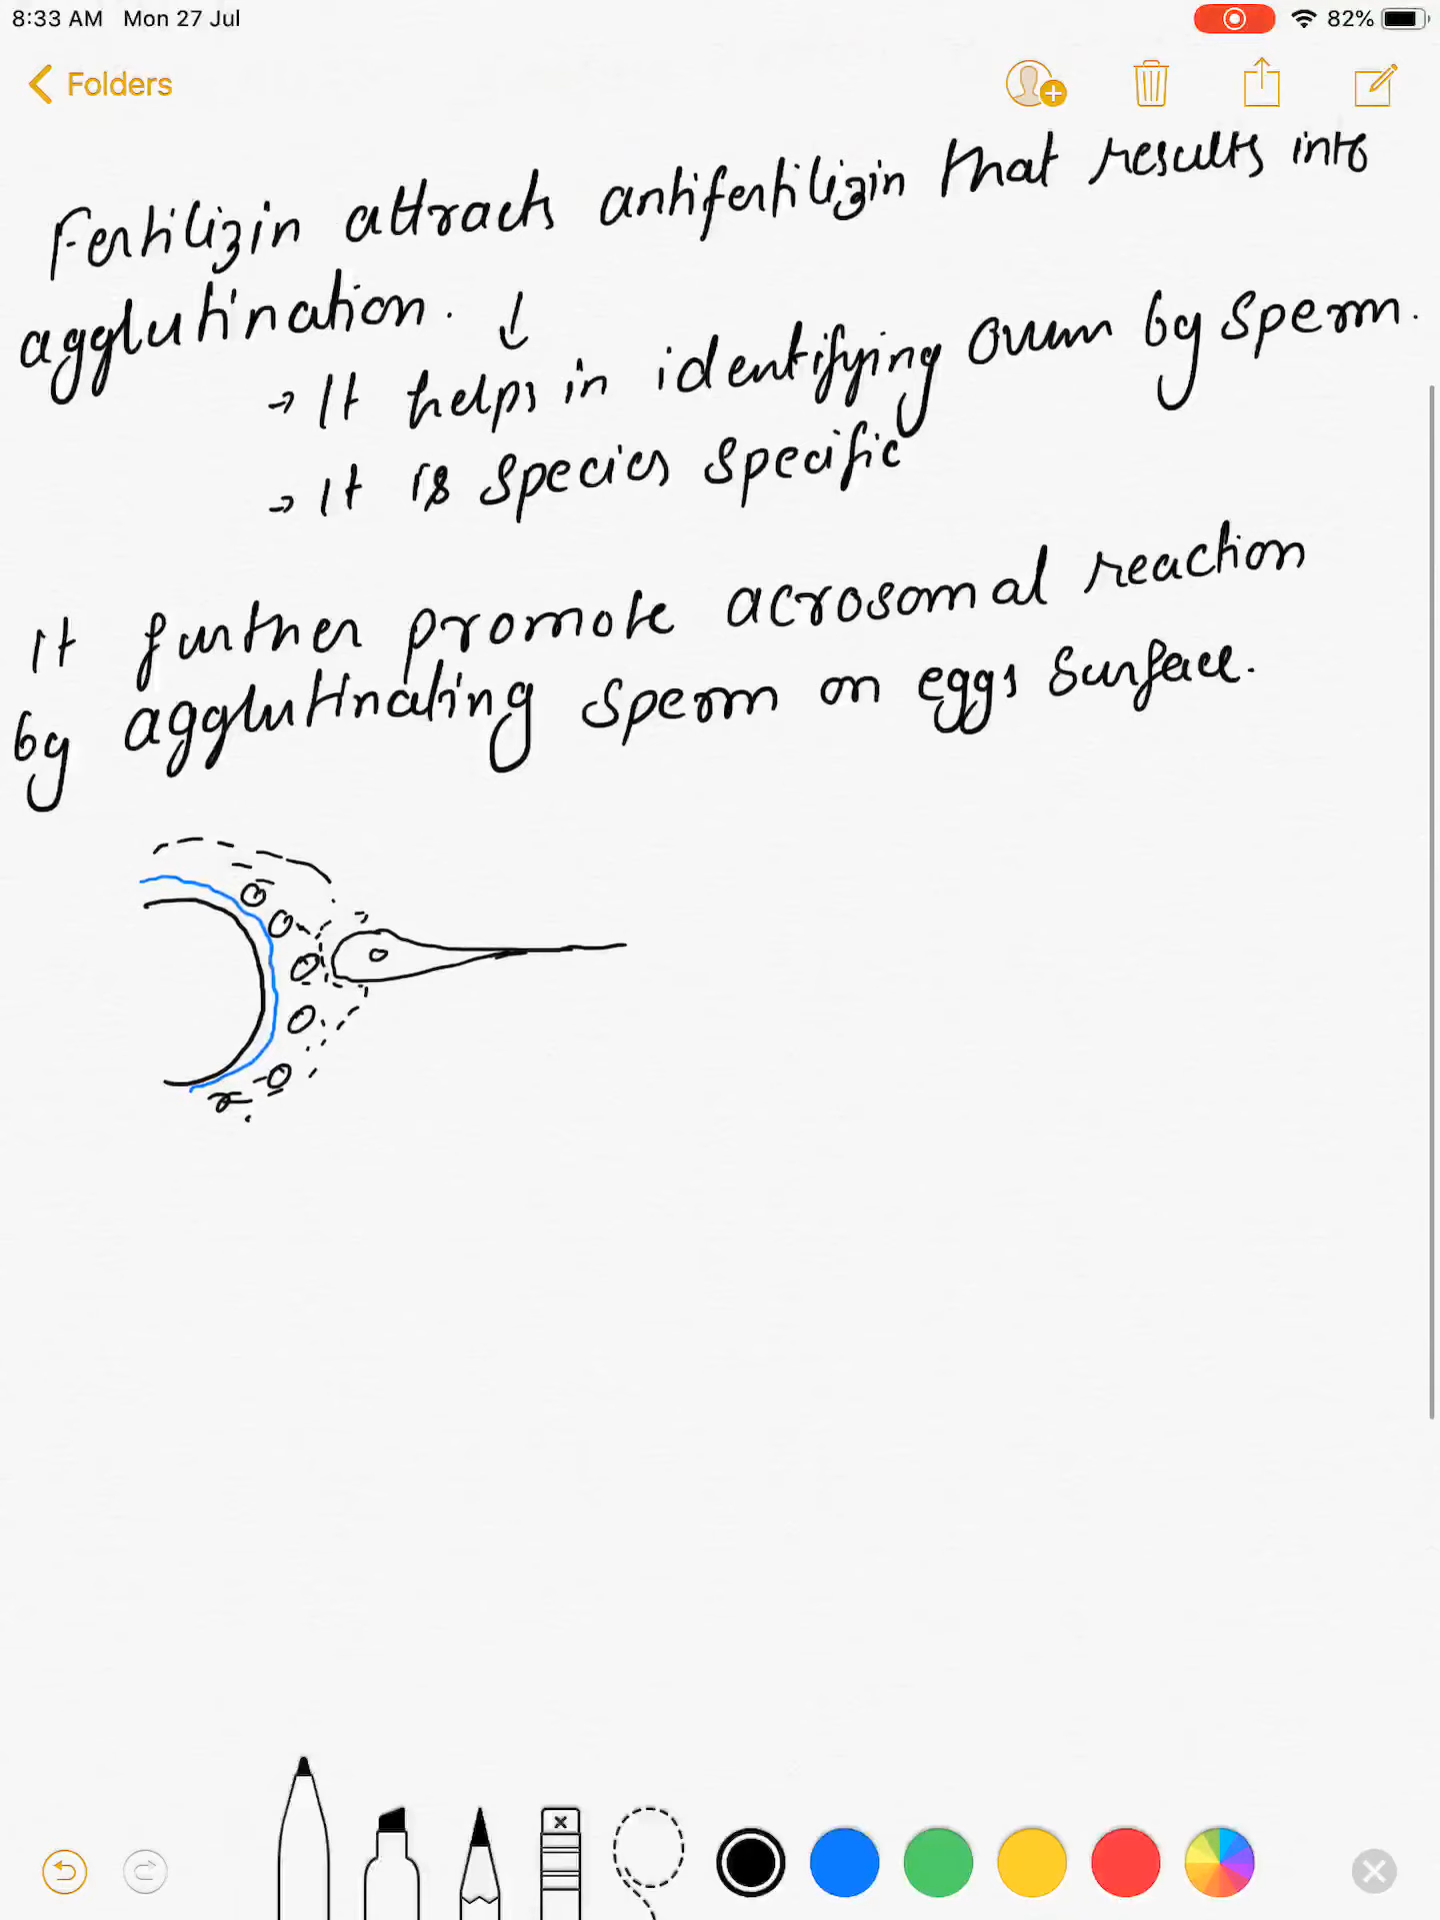 8:33 AM Mon 27 Jul
82%
Folders
Fertilizin attracts antifertilizin that results into
agglutination. ↓
→ It helps in identifying ovum by sperm.
→ It is species specific
It further promote acrosomal reaction
by agglutinating sperm on eggs surface.